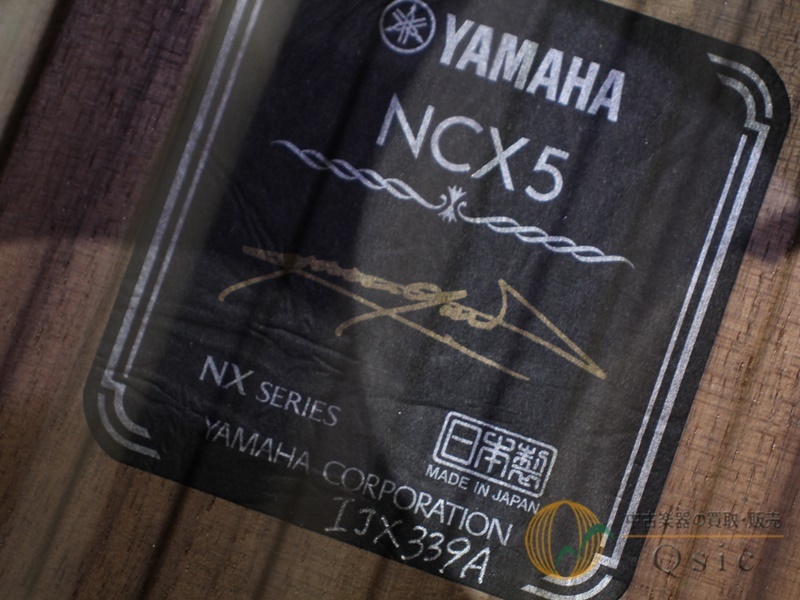 YAMAHA
NCX5
NX SERIES
日本製
MADE IN JAPAN
YAMAHA CORPORATION
IJX339A
中古楽器の買取・販売
Qsic